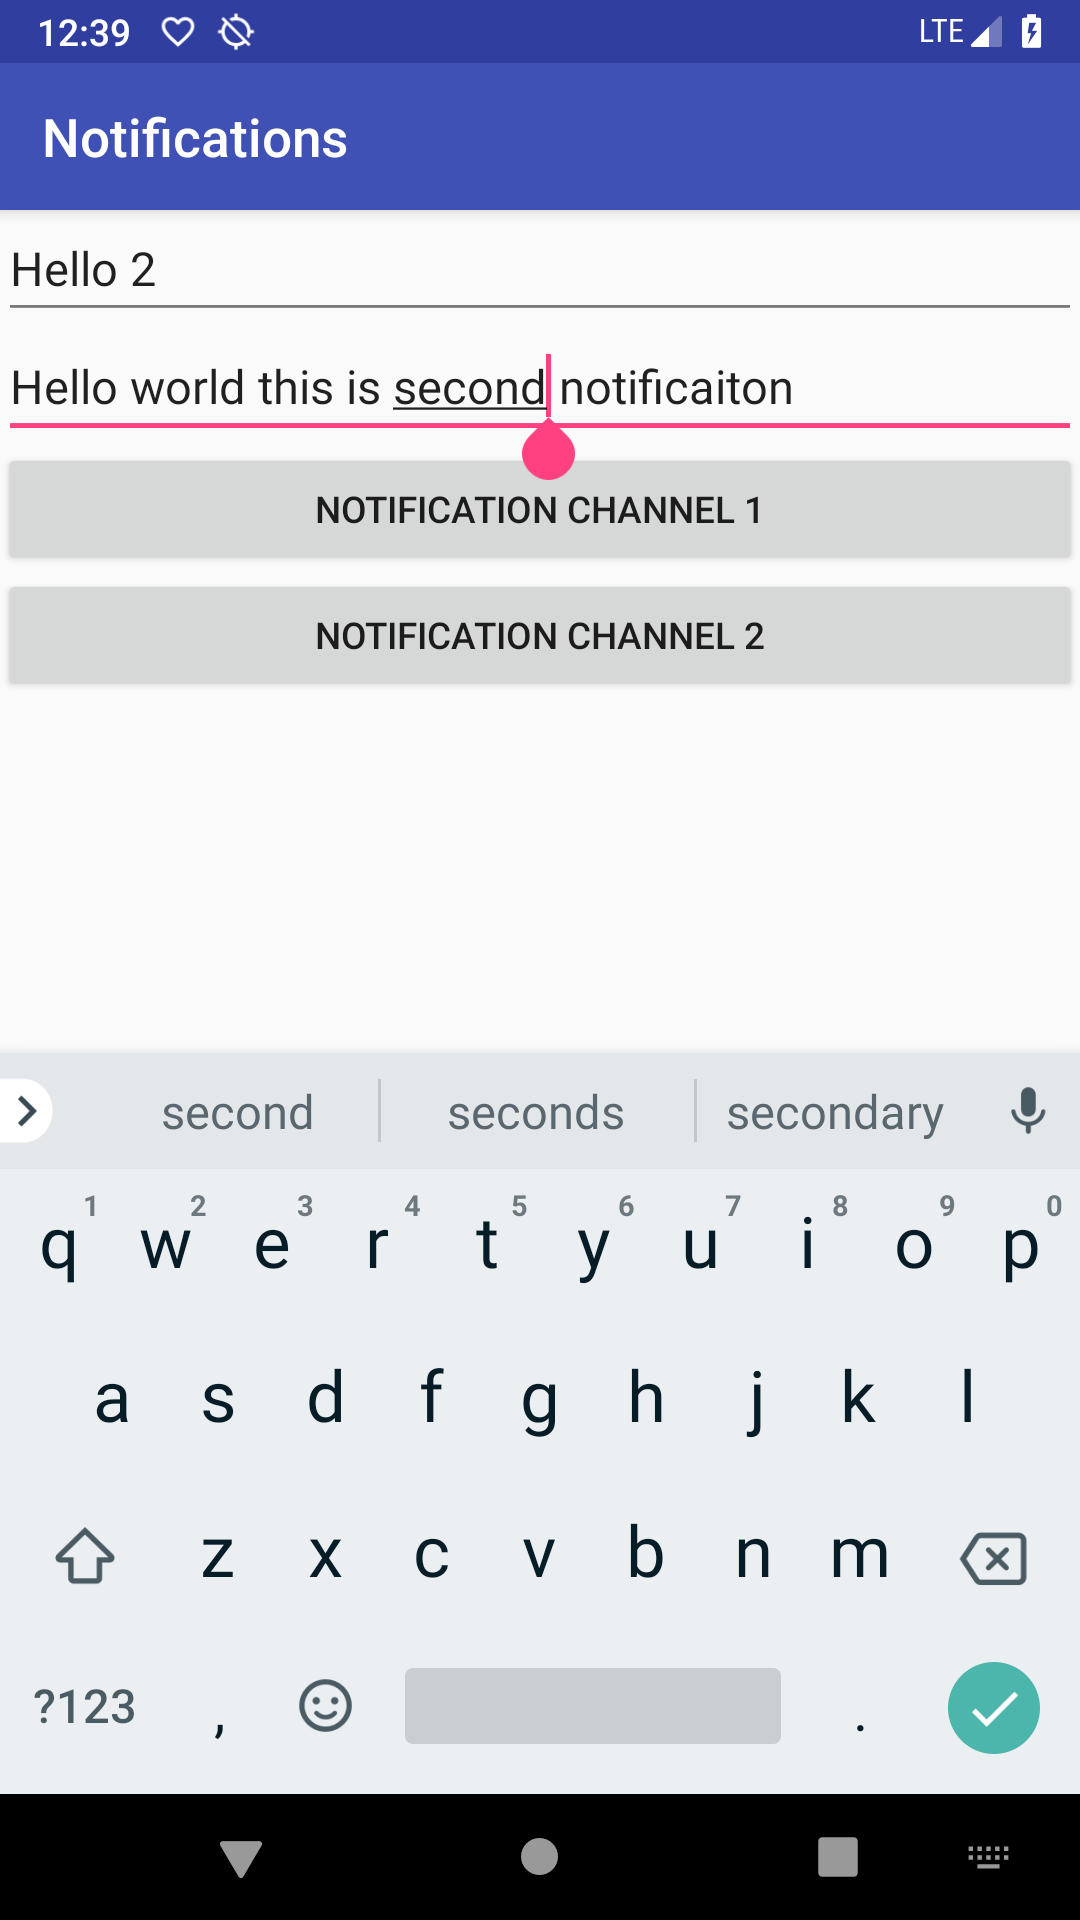 12:39 LTE
Notifications
Hello 2
Hello world this is second notificaiton
NOTIFICATION CHANNEL 1
NOTIFICATION CHANNEL 2
second seconds secondary
1 2 3 4 5 6 7 8 9 0
q w e r t y u i o p
a s d f g h j k l
z x c v b n m
?123 , .